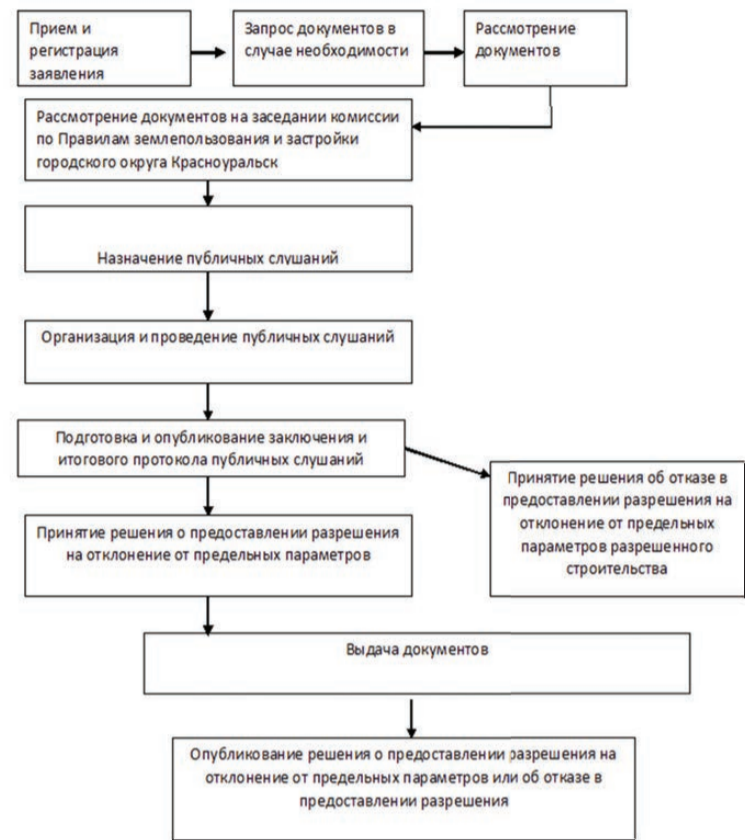 Прием и
регистрация
заявления
Запрос документов в
случае необходимости
Рассмотрение
документов
Рассмотрение документов на заседании комиссии
по Правилам землепользования и застройки
городского округа Красноуральск
Назначение публичных слушаний
Организация и проведение публичных слушаний
Подготовка и опубликование заключения и
итогового протокола публичных слушаний
Принятие решения об отказе в
предоставлении разрешения на
отклонение от предельных
параметров разрешенного
строительства
Принятие решения о предоставлении разрешения
на отклонение от предельных параметров
Выдача документов
Опубликование решения о предоставлении разрешения на
отклонение от предельных параметров или об отказе в
предоставлении разрешения